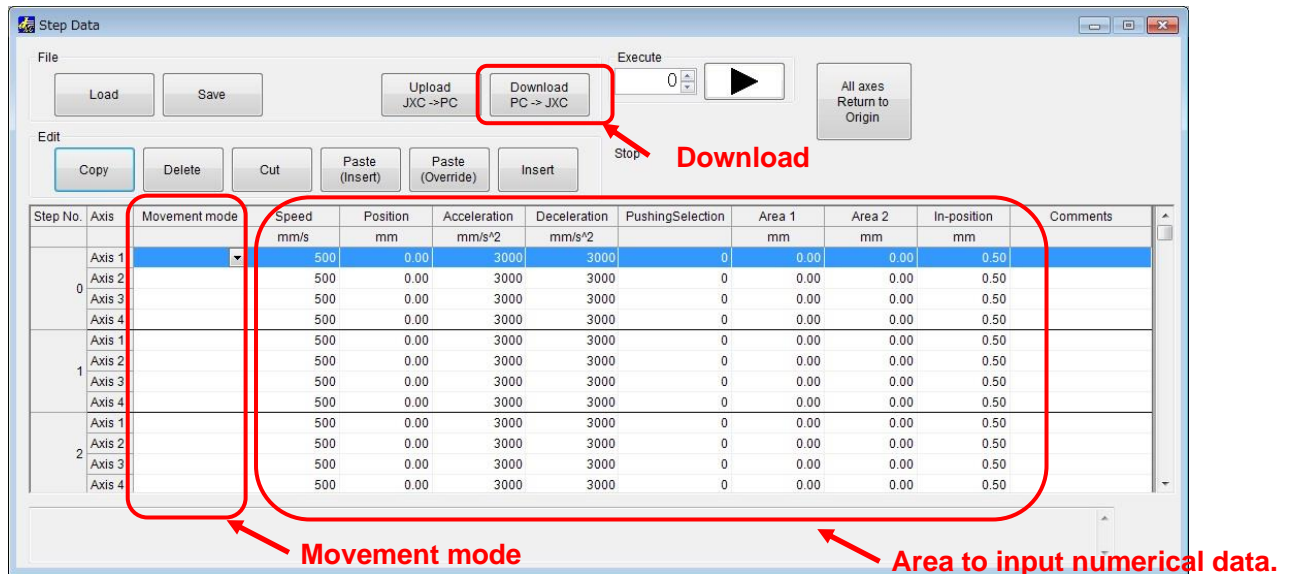 Step Data
File
Execute
Load Save Upload JXC ->PC Download PC -> JXC 0 All axes Return to Origin
Edit
Stop
Download
Copy Delete Cut Paste (Insert) Paste (Override) Insert
Step No. Axis Movement mode Speed Position Acceleration Deceleration PushingSelection Area 1 Area 2 In-position Comments
mm/s mm mm/s^2 mm/s^2 mm mm mm
0 Axis 1 500 0.00 3000 3000 0 0.00 0.00 0.50
Axis 2 500 0.00 3000 3000 0 0.00 0.00 0.50
Axis 3 500 0.00 3000 3000 0 0.00 0.00 0.50
Axis 4 500 0.00 3000 3000 0 0.00 0.00 0.50
1 Axis 1 500 0.00 3000 3000 0 0.00 0.00 0.50
Axis 2 500 0.00 3000 3000 0 0.00 0.00 0.50
Axis 3 500 0.00 3000 3000 0 0.00 0.00 0.50
Axis 4 500 0.00 3000 3000 0 0.00 0.00 0.50
2 Axis 1 500 0.00 3000 3000 0 0.00 0.00 0.50
Axis 2 500 0.00 3000 3000 0 0.00 0.00 0.50
Axis 3 500 0.00 3000 3000 0 0.00 0.00 0.50
Axis 4 500 0.00 3000 3000 0 0.00 0.00 0.50
Movement mode
Area to input numerical data.